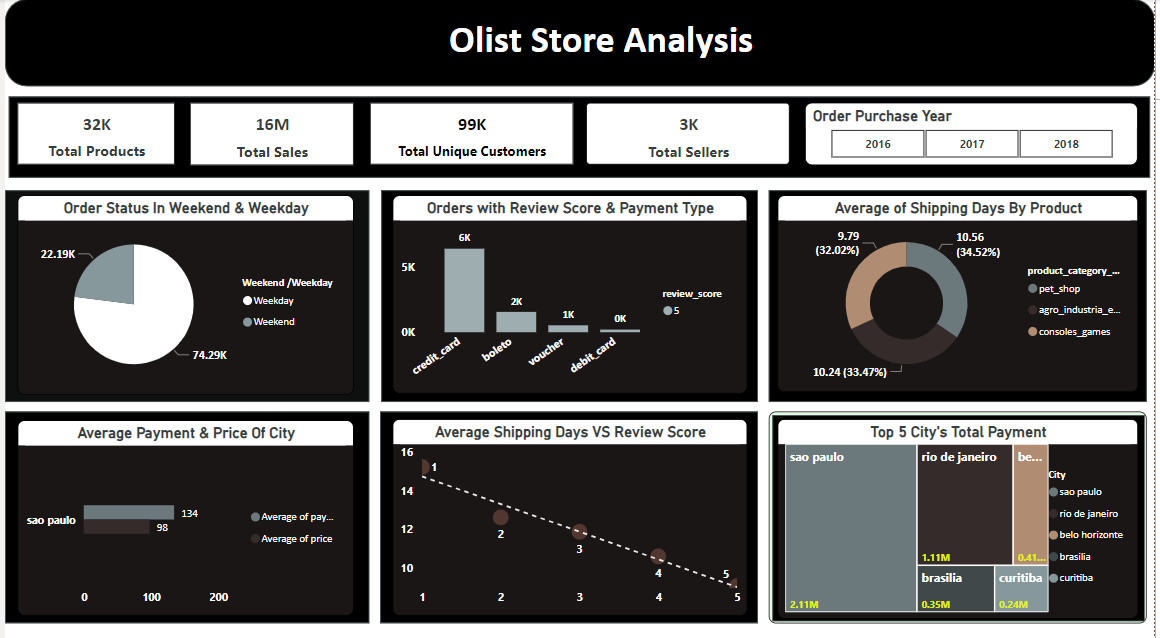 Olist Store Analysis
32K
Total Products
16M
Total Sales
99K
Total Unique Customers
3K
Total Sellers
Order Purchase Year
2016 2017 2018
Order Status In Weekend & Weekday
22.19K
74.29K
Weekend /Weekday
Weekday
Weekend
Orders with Review Score & Payment Type
5K
0K
6K
2K
1K
0K
credit_card
boleto
voucher
debit_card
review_score
5
Average of Shipping Days By Product
9.79
(32.02%)
10.56
(34.52%)
10.24 (33.47%)
product_category_...
pet_shop
agro_industria_e...
consoles_games
Average Payment & Price Of City
sao paulo
134
98
0 100 200
Average of pay...
Average of price
Average Shipping Days VS Review Score
16
14
12
10
1
2
3
4
5
1 2 3 4 5
Top 5 City's Total Payment
sao paulo
2.11M
rio de janeiro
1.11M
be...
0.41...
brasilia
0.35M
curitiba
0.24M
City
sao paulo
rio de janeiro
belo horizonte
brasilia
curitiba